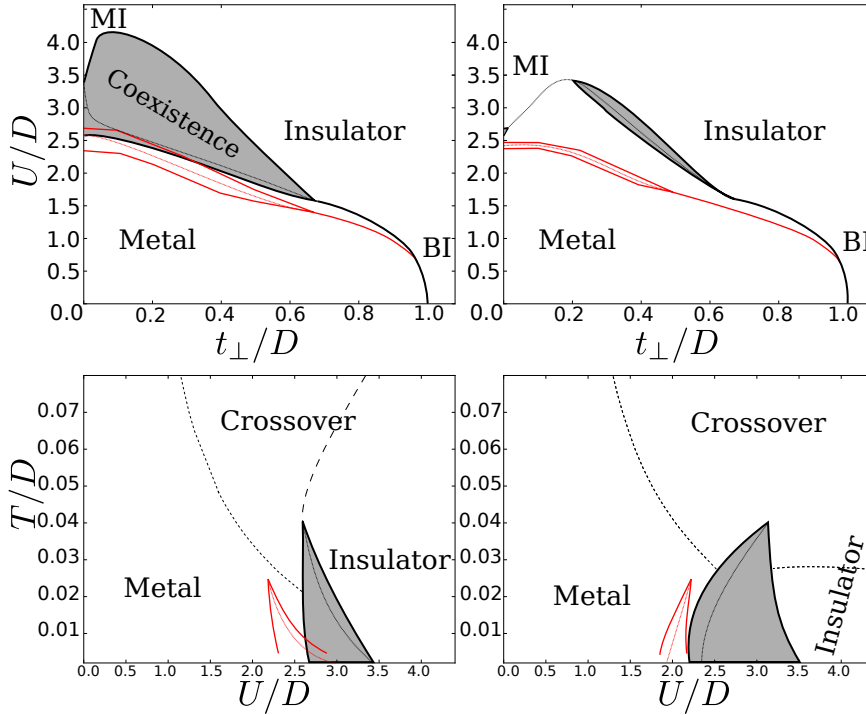 MI
4.0
3.5
3.0
2.5
2.0
1.5
1.0
0.5
0.0
U/D
Coexistence
Insulator
Metal
BI
0.2 0.4 0.6 0.8 1.0
t⊥/D
MI
4.0
3.5
3.0
2.5
2.0
1.5
1.0
0.5
0.0
Insulator
Metal
BI
0.2 0.4 0.6 0.8 1.0
t⊥/D
0.07
0.06
0.05
0.04
0.03
0.02
0.01
T/D
Crossover
Insulator
Metal
0.0 0.5 1.0 1.5 2.0 2.5 3.0 3.5 4.0
U/D
0.07
0.06
0.05
0.04
0.03
0.02
0.01
Crossover
Metal
Insulator
0.0 0.5 1.0 1.5 2.0 2.5 3.0 3.5 4.0
U/D